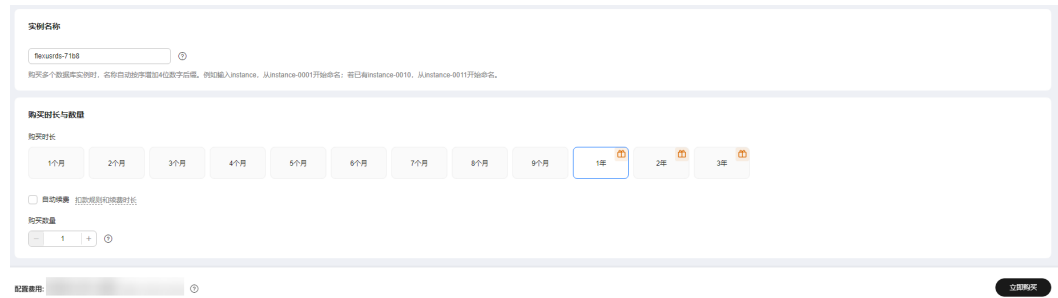 实例名称
flexusrds-71b8
购买多个数据库实例时，名称自动按序增加4位数字后缀。例如输入instance，从instance-0001开始命名；若已有instance-0010，从instance-0011开始命名。
购买时长与数量
购买时长
1个月 2个月 3个月 4个月 5个月 6个月 7个月 8个月 9个月 1年 2年 3年
自动续费 扣款规则和续费时长
购买数量
1
配置费用:
立即购买